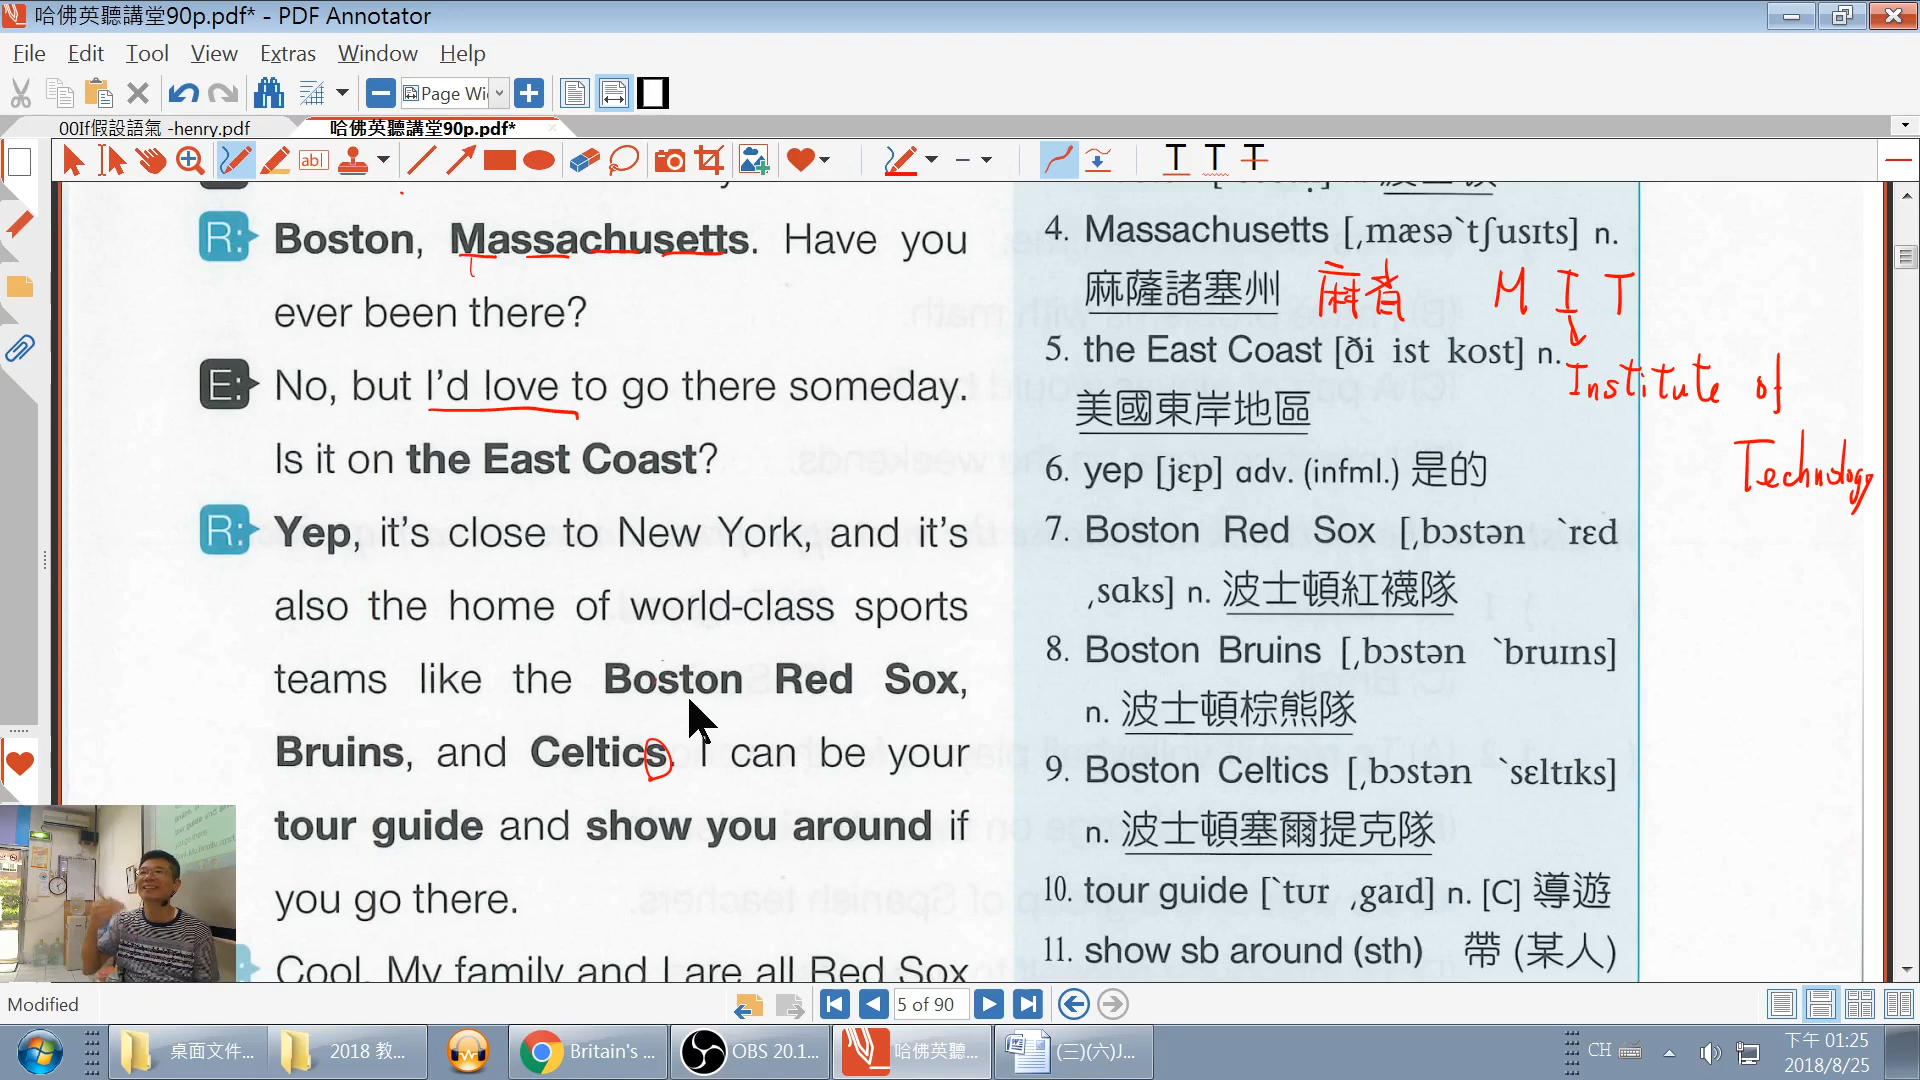 哈佛英聽講堂90p.pdf* - PDF Annotator
File Edit Tool View Extras Window Help
Page Wi
00If假設語氣 -henry.pdf 哈佛英聽講堂90p.pdf*
R: Boston, Massachusetts. Have you
ever been there?
E: No, but I'd love to go there someday.
Is it on the East Coast?
R: Yep, it's close to New York, and it's
also the home of world-class sports
teams like the Boston Red Sox,
Bruins, and Celtics. I can be your
tour guide and show you around if
you go there.
Cool. My family and I are all Red Sox
4. Massachusetts [ˌmæsəˋtʃusɪts] n.
麻薩諸塞州 麻省 M I T
5. the East Coast [ði ist kost] n.
Institute of
美國東岸地區
Technology
6. yep [jɛp] adv. (infml.) 是的
7. Boston Red Sox [ˌbɔstən ˋrɛd
ˌsɑks] n. 波士頓紅襪隊
8. Boston Bruins [ˌbɔstən ˋbruɪns]
n. 波士頓棕熊隊
9. Boston Celtics [ˌbɔstən ˋsɛltɪks]
n. 波士頓塞爾提克隊
10. tour guide [ˋtʊr ˌgaɪd] n. [C] 導遊
11. show sb around (sth) 帶 (某人)
Modified 5 of 90
桌面文件... 2018 教... Britain's ... OBS 20.1... 哈佛英聽... (三)(六)J... CH 下午 01:25
2018/8/25